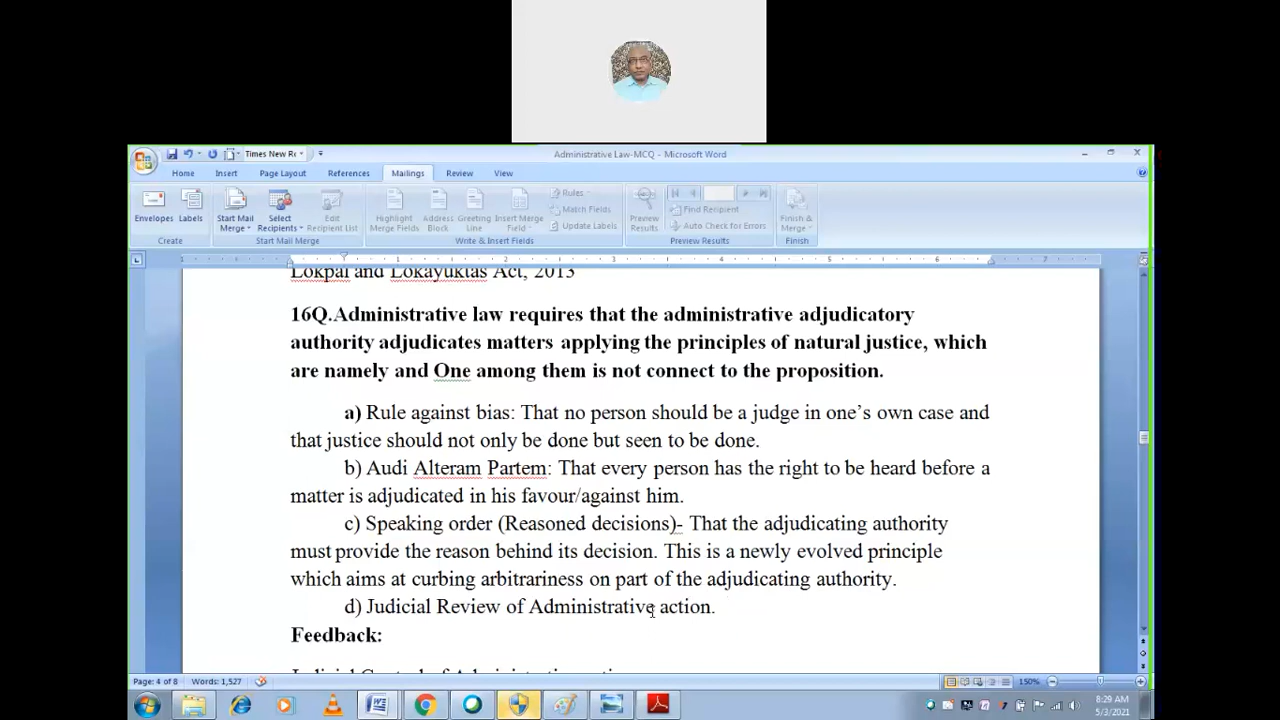 Times New Ro
Administrative Law-MCQ - Microsoft Word
Home Insert Page Layout References Mailings Review View
Envelopes Labels Start Mail Merge Select Recipients Edit Recipient List Highlight Merge Fields Address Block Greeting Line Insert Merge Field Rules Match Fields Update Labels Preview Results Find Recipient Auto Check for Errors Finish & Merge
Create Start Mail Merge Write & Insert Fields Preview Results Finish
Lokpal and Lokayuktas Act, 2013
16Q.Administrative law requires that the administrative adjudicatory
authority adjudicates matters applying the principles of natural justice, which
are namely and One among them is not connect to the proposition.
a) Rule against bias: That no person should be a judge in one’s own case and
that justice should not only be done but seen to be done.
b) Audi Alteram Partem: That every person has the right to be heard before a
matter is adjudicated in his favour/against him.
c) Speaking order (Reasoned decisions)- That the adjudicating authority
must provide the reason behind its decision. This is a newly evolved principle
which aims at curbing arbitrariness on part of the adjudicating authority.
d) Judicial Review of Administrative action.
Feedback:
Page: 4 of 8 Words: 1,527 150%
8:29 AM
5/3/2021